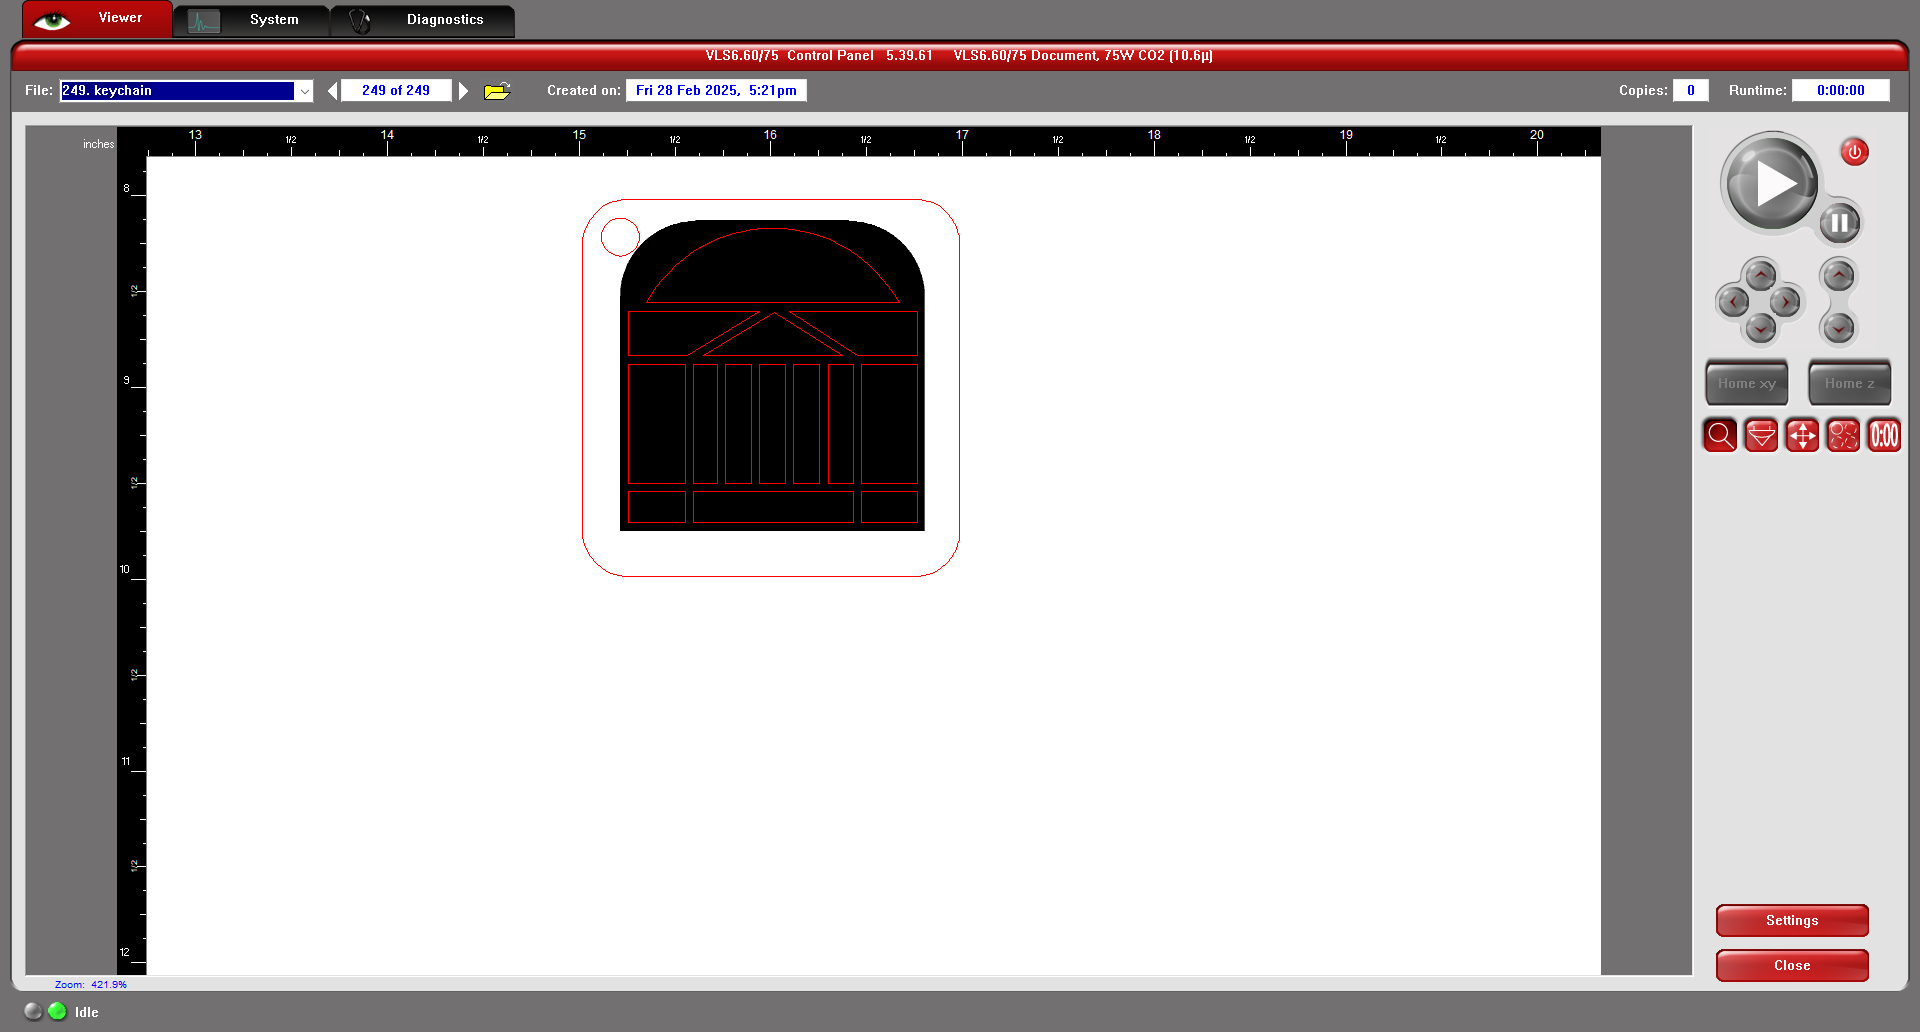 Viewer
System
Diagnostics
VLS6.60/75 Control Panel 5.39.61 VLS6.60/75 Document, 75W CO2 (10.6µ)
File: 249. keychain 249 of 249 Created on: Fri 28 Feb 2025, 5:21pm Copies: 0 Runtime: 0:00:00
inches 13 1/2 14 1/2 15 1/2 16 1/2 17 1/2 18 1/2 19 1/2 20
8
1/2
9
1/2
10
1/2
11
1/2
12
Home xy Home z
0:00
Settings
Close
Zoom: 421.9%
Idle